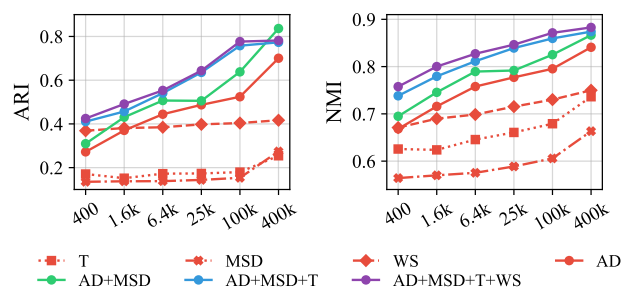 0.8
0.6
0.4
0.2
ARI
400
1.6k
6.4k
25k
100k
400k
0.9
0.8
0.7
0.6
NMI
400
1.6k
6.4k
25k
100k
400k
T
MSD
WS
AD
AD+MSD
AD+MSD+T
AD+MSD+T+WS